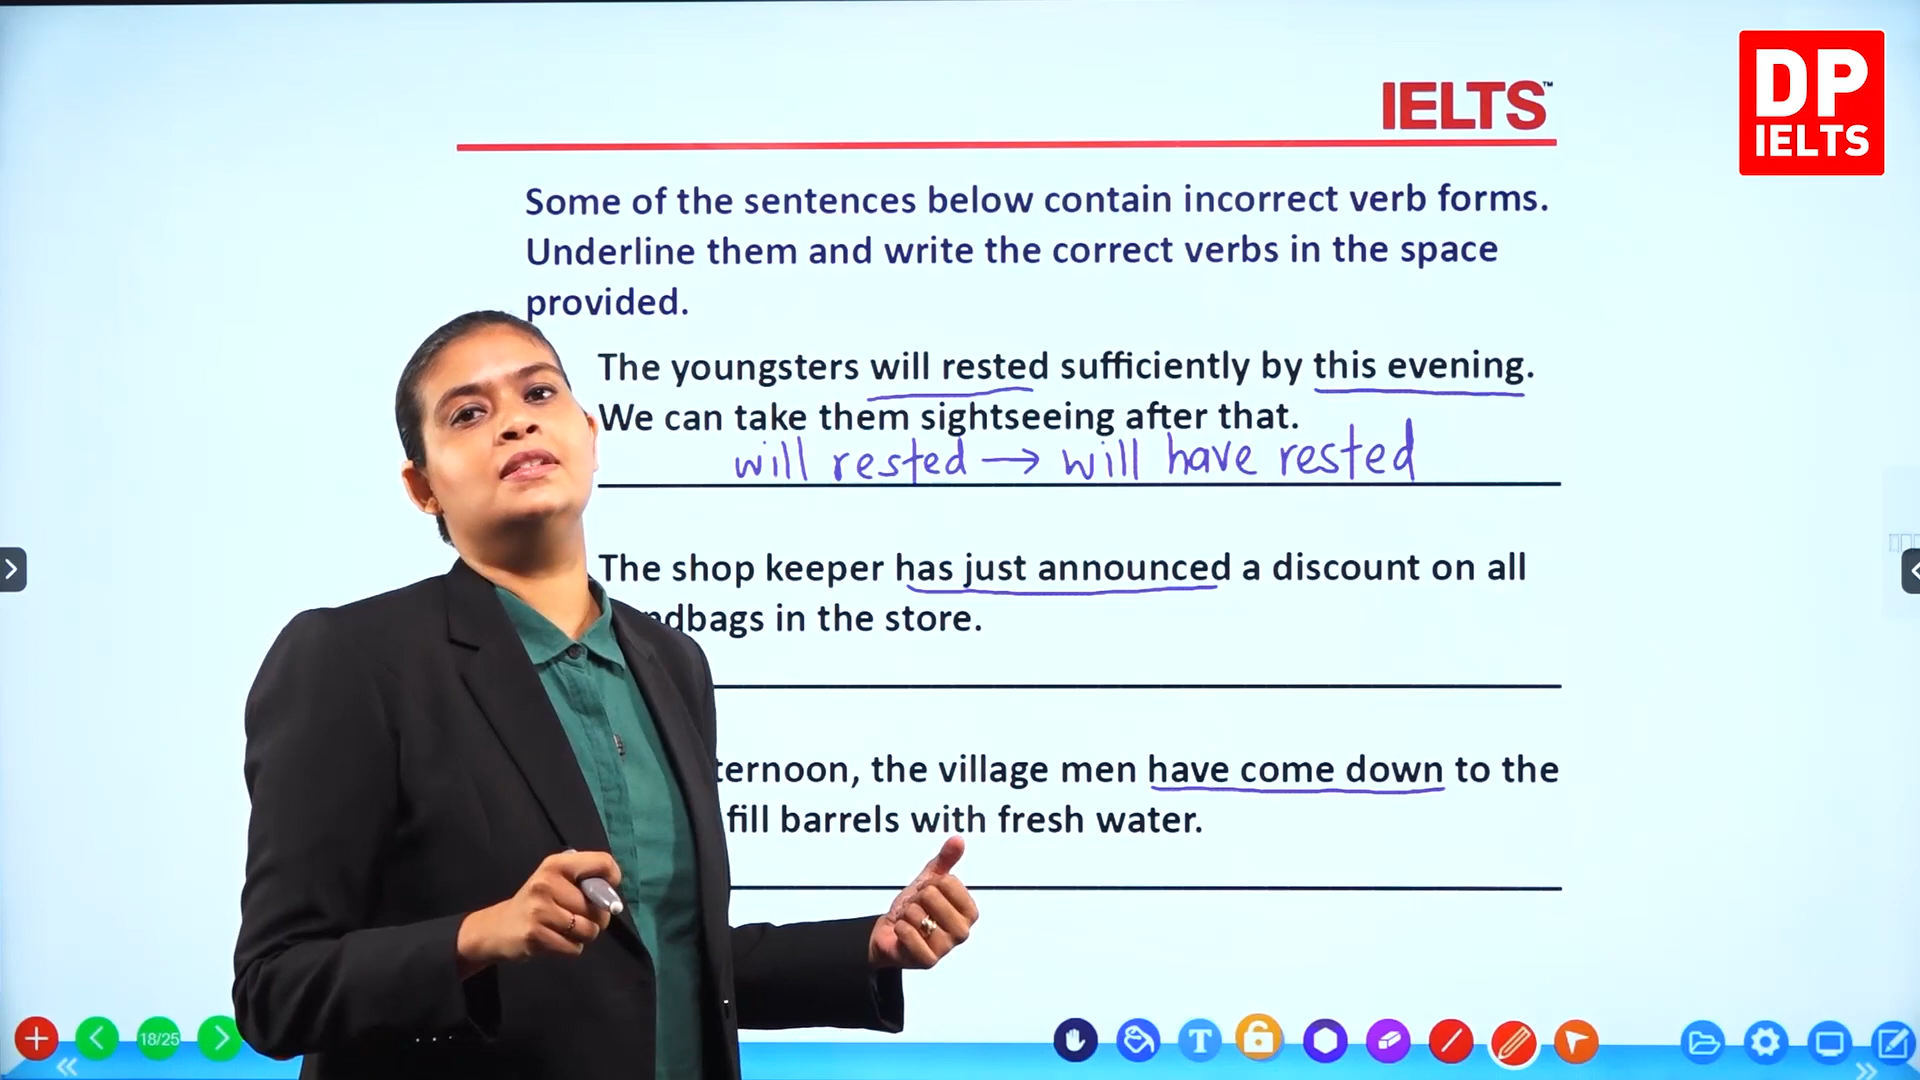 IELTS™
DP
IELTS
Some of the sentences below contain incorrect verb forms.
Underline them and write the correct verbs in the space
provided.
The youngsters will rested sufficiently by this evening.
We can take them sightseeing after that.
will rested → will have rested
The shop keeper has just announced a discount on all
in the store.
the village men have come down to the
fill barrels with fresh water.
18/25